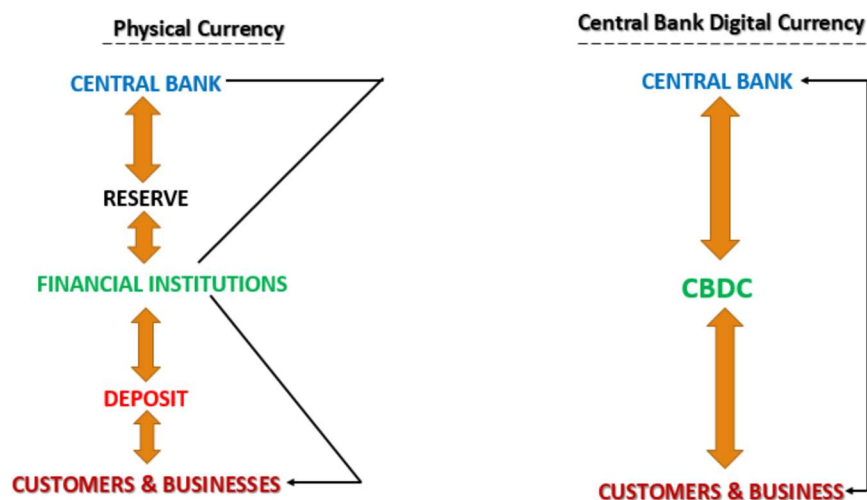 Physical Currency
CENTRAL BANK
RESERVE
FINANCIAL INSTITUTIONS
DEPOSIT
CUSTOMERS & BUSINESSES
Central Bank Digital Currency
CENTRAL BANK
CBDC
CUSTOMERS & BUSINESS